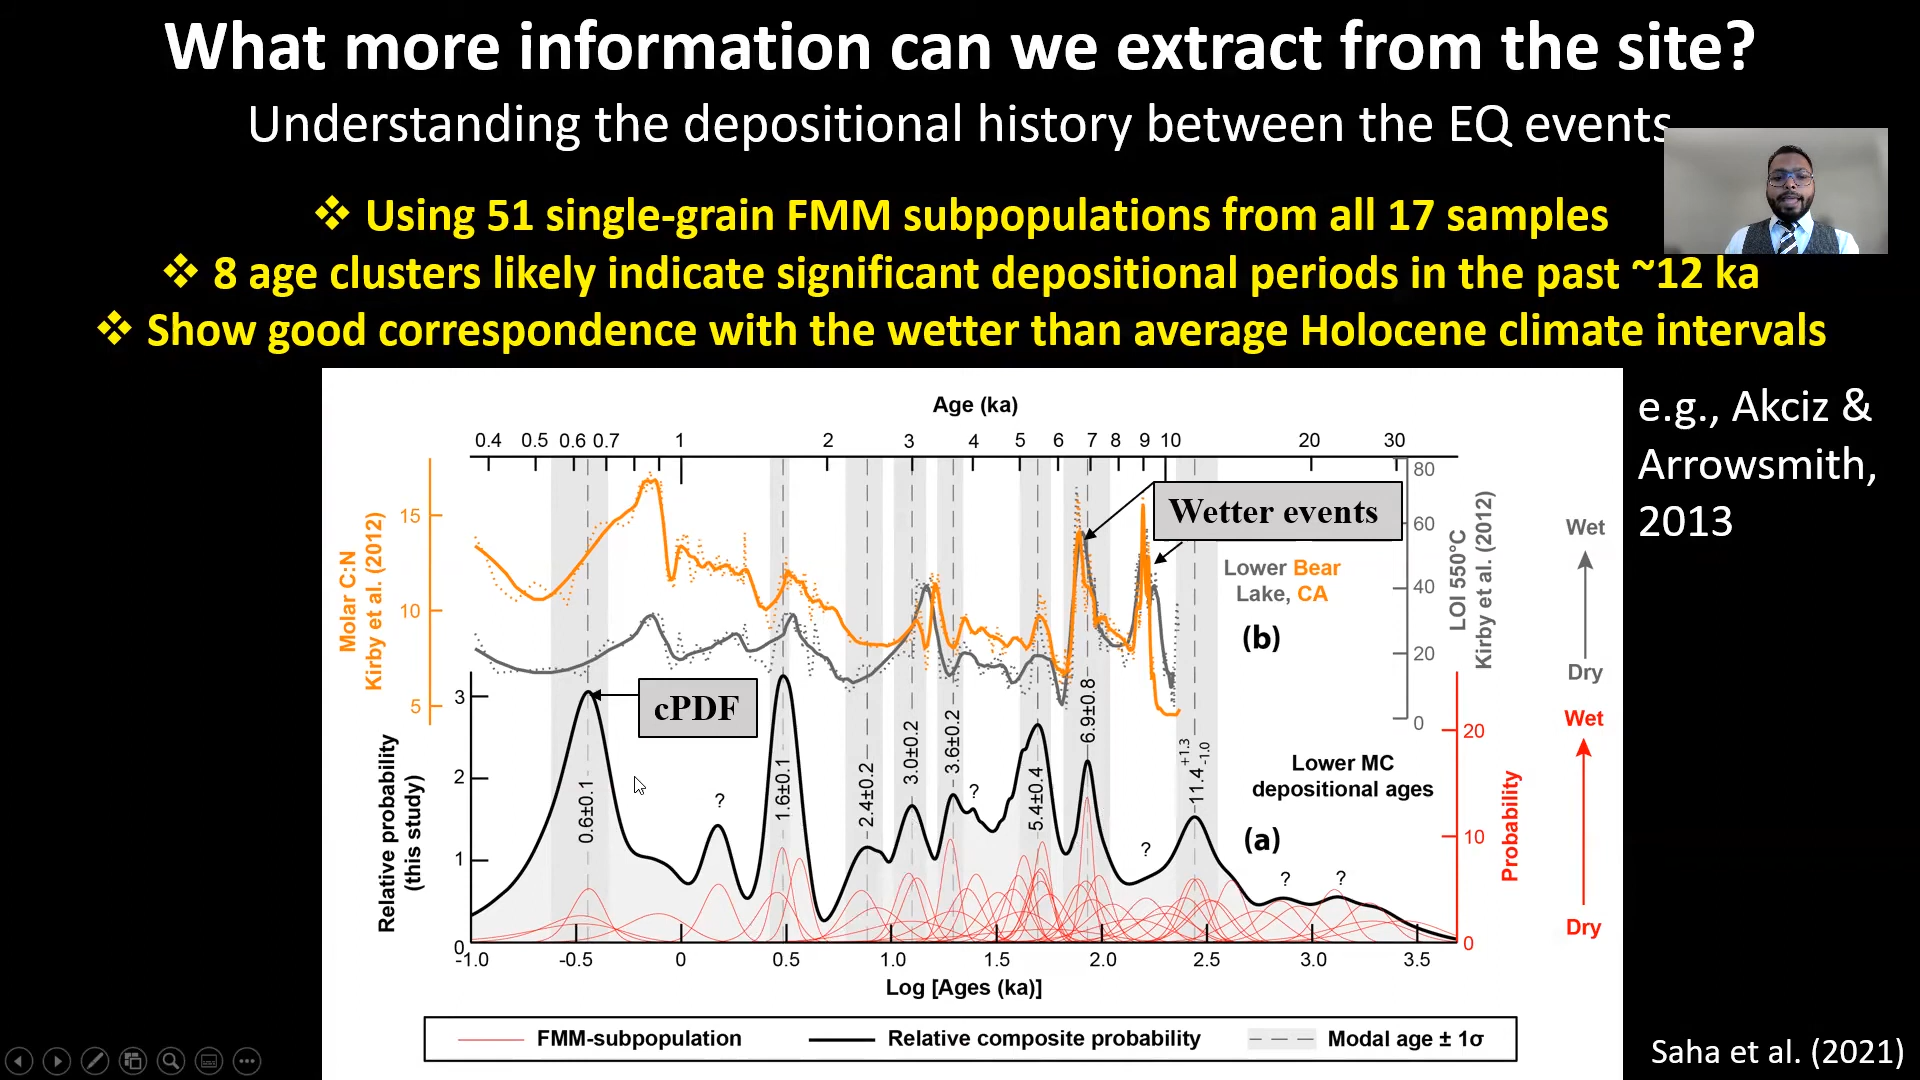 What more information can we extract from the site?
Understanding the depositional history between the EQ events
❖ Using 51 single-grain FMM subpopulations from all 17 samples
❖ 8 age clusters likely indicate significant depositional periods in the past ~12 ka
❖ Show good correspondence with the wetter than average Holocene climate intervals
e.g., Akciz &
Arrowsmith,
2013
Age (ka)
0.4 0.5 0.6 0.7 1 2 3 4 5 6 7 8 9 10 20 30
Molar C:N
Kirby et al. (2012)
15
10
5
80
60
40
20
0
LOI 550°C
Kirby et al. (2012)
Wetter events
Lower Bear
Lake, CA
(b)
Wet
Dry
cPDF
Relative probability
(this study)
3
2
1
0
0.6±0.1
?
1.6±0.1
2.4±0.2
3.0±0.2
3.6±0.2
?
5.4±0.4
6.9±0.8
?
11.4 +1.3 -1.0
?
?
Lower MC
depositional ages
(a)
20
10
0
Probability
Wet
Dry
-1.0 -0.5 0 0.5 1.0 1.5 2.0 2.5 3.0 3.5
Log [Ages (ka)]
FMM-subpopulation
Relative composite probability
Modal age ± 1σ
Saha et al. (2021)